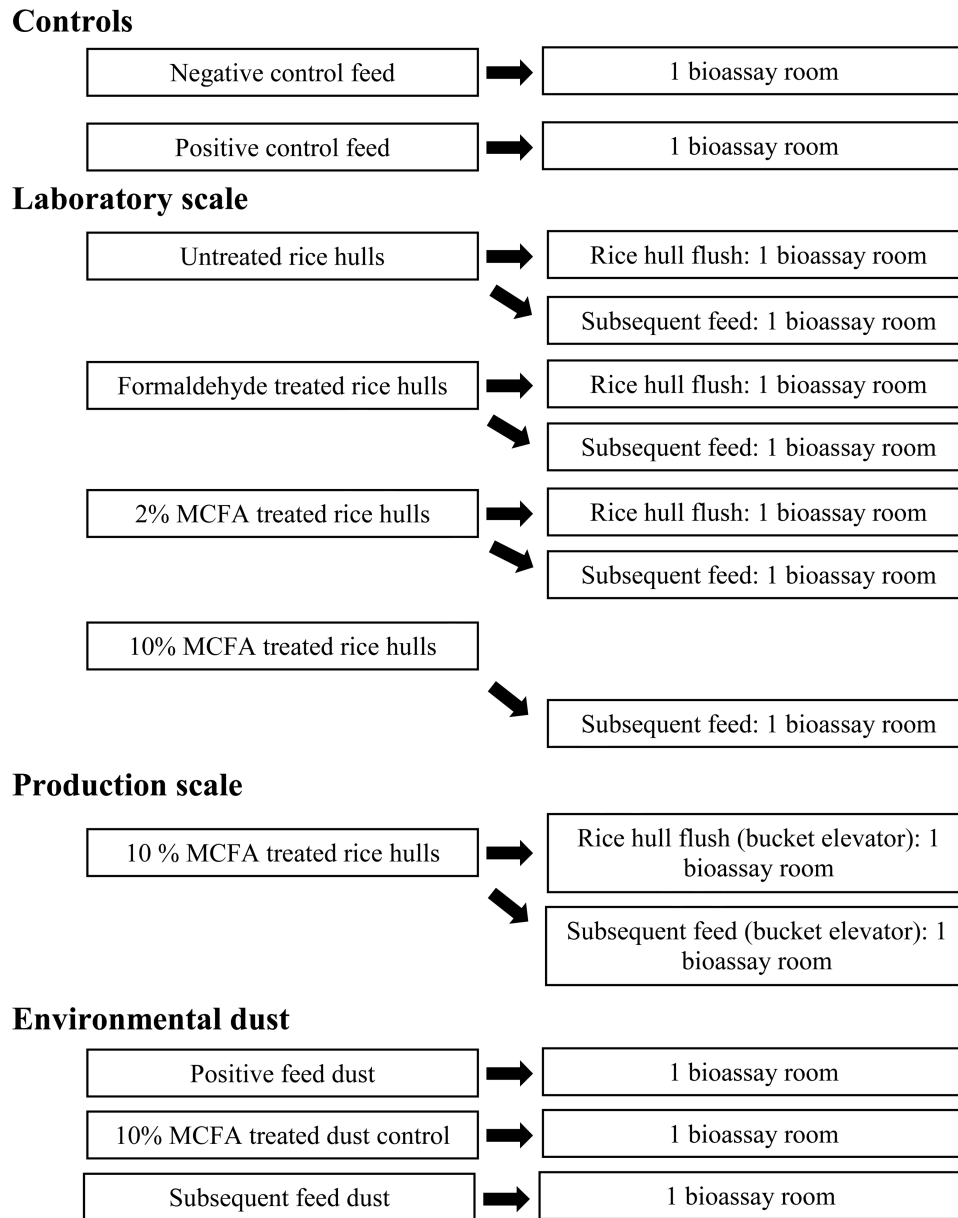 Controls
Negative control feed
1 bioassay room
Positive control feed
1 bioassay room
Laboratory scale
Untreated rice hulls
Rice hull flush: 1 bioassay room
Subsequent feed: 1 bioassay room
Formaldehyde treated rice hulls
Rice hull flush: 1 bioassay room
Subsequent feed: 1 bioassay room
2% MCFA treated rice hulls
Rice hull flush: 1 bioassay room
Subsequent feed: 1 bioassay room
10% MCFA treated rice hulls
Subsequent feed: 1 bioassay room
Production scale
10 % MCFA treated rice hulls
Rice hull flush (bucket elevator): 1
bioassay room
Subsequent feed (bucket elevator): 1
bioassay room
Environmental dust
Positive feed dust
1 bioassay room
10% MCFA treated dust control
1 bioassay room
Subsequent feed dust
1 bioassay room